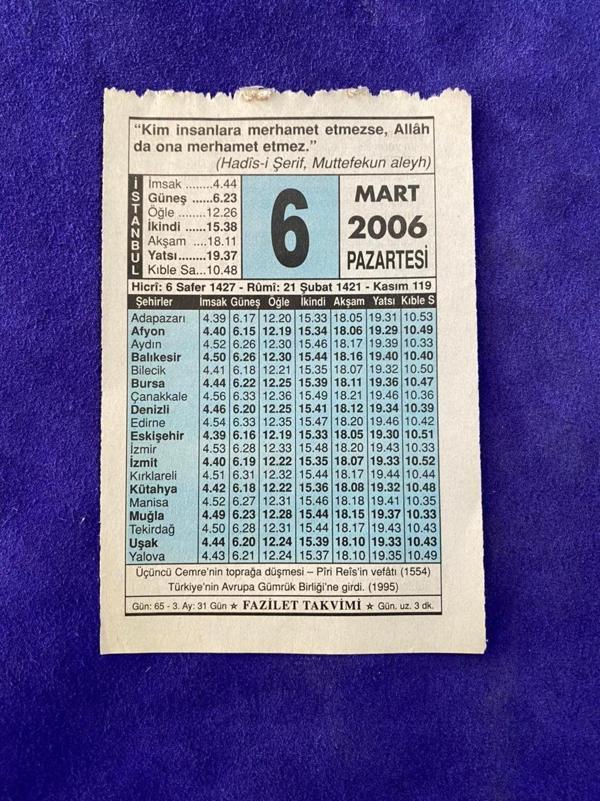 “Kim insanlara merhamet etmezse, Allâh
da ona merhamet etmez.”
(Hadîs-i Şerif, Muttefekun aleyh)
İSTANBUL
İmsak ........4.44
Güneş ......6.23
Öğle ........12.26
İkindi ......15.38
Akşam ....18.11
Yatsı........19.37
Kıble Sa...10.48
6
MART
2006
PAZARTESİ
Hicrî: 6 Safer 1427 - Rûmî: 21 Şubat 1421 - Kasım 119
Şehirler İmsak Güneş Öğle İkindi Akşam Yatsı Kıble S
Adapazarı 4.39 6.17 12.20 15.33 18.05 19.31 10.53
Afyon 4.40 6.15 12.19 15.34 18.06 19.29 10.49
Aydın 4.52 6.26 12.30 15.46 18.17 19.39 10.33
Balıkesir 4.50 6.26 12.30 15.44 18.16 19.40 10.40
Bilecik 4.41 6.18 12.21 15.35 18.07 19.32 10.50
Bursa 4.44 6.22 12.25 15.39 18.11 19.36 10.47
Çanakkale 4.56 6.33 12.36 15.49 18.21 19.46 10.36
Denizli 4.46 6.20 12.25 15.41 18.12 19.34 10.39
Edirne 4.54 6.33 12.35 15.47 18.20 19.46 10.42
Eskişehir 4.39 6.16 12.19 15.33 18.05 19.30 10.51
İzmir 4.53 6.28 12.33 15.48 18.20 19.43 10.33
İzmit 4.40 6.19 12.22 15.35 18.07 19.33 10.52
Kırklareli 4.51 6.31 12.32 15.44 18.17 19.44 10.44
Kütahya 4.42 6.18 12.22 15.36 18.08 19.32 10.48
Manisa 4.52 6.27 12.31 15.46 18.18 19.41 10.35
Muğla 4.49 6.23 12.28 15.44 18.15 19.37 10.33
Tekirdağ 4.50 6.28 12.31 15.44 18.17 19.43 10.43
Uşak 4.44 6.20 12.24 15.39 18.10 19.33 10.43
Yalova 4.43 6.21 12.24 15.37 18.10 19.35 10.49
Üçüncü Cemre’nin toprağa düşmesi – Pîri Reîs’in vefâtı (1554)
Türkiye’nin Avrupa Gümrük Birliği’ne girdi. (1995)
Gün: 65 - 3. Ay: 31 Gün ★ FAZİLET TAKVİMİ ★ Gün. uz. 3 dk.